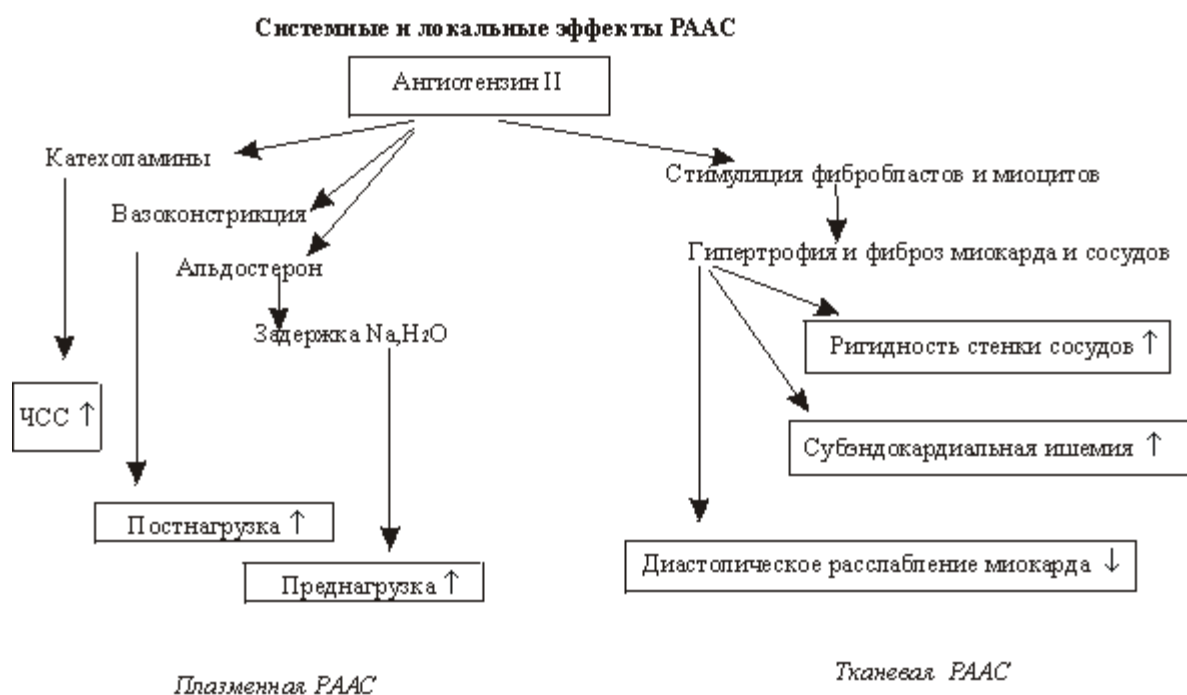 Системные и локальные эффекты РААС
Ангиотензин II
Катехоламины
Стимуляция фибробластов и миоцитов
Вазоконстрикция
Гипертрофия и фиброз миокарда и сосудов
Альдостерон
Задержка Na,H₂O
Ригидность стенки сосудов ↑
ЧСС ↑
Субэндокардиальная ишемия ↑
Постнагрузка ↑
Диастолическое расслабление миокарда ↓
Преднагрузка ↑
Тканевая РААС
Плазменная РААС